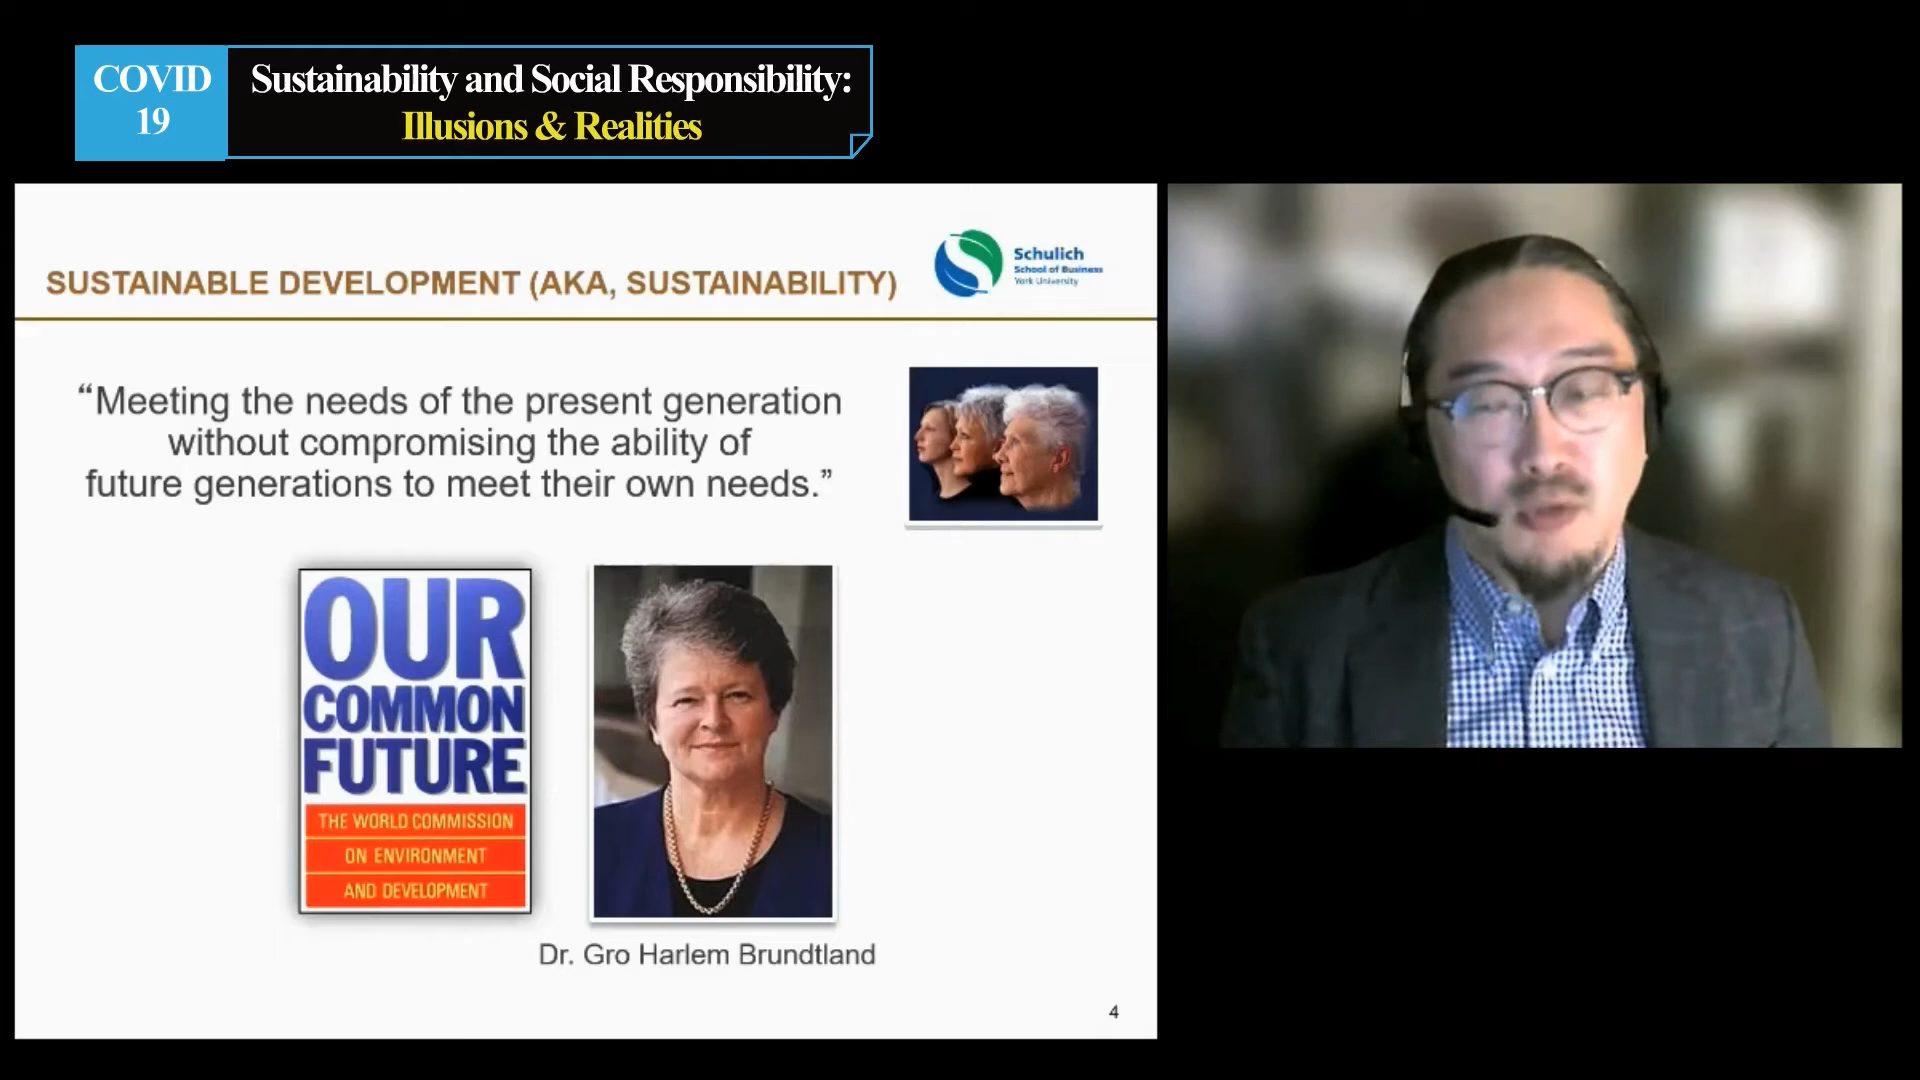 COVID
19
Sustainability and Social Responsibility:
Illusions & Realities
SUSTAINABLE DEVELOPMENT (AKA, SUSTAINABILITY)
Schulich
School of Business
York University
“Meeting the needs of the present generation
without compromising the ability of
future generations to meet their own needs.”
OUR
COMMON
FUTURE
THE WORLD COMMISSION
ON ENVIRONMENT
AND DEVELOPMENT
Dr. Gro Harlem Brundtland
4